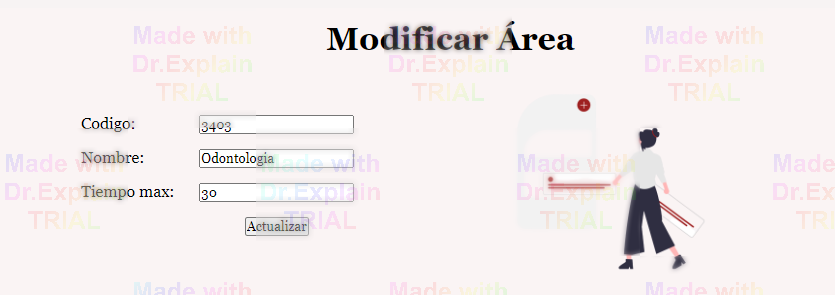 Modificar Área
Made with Made with Made with
Dr.Explain Dr.Explain Dr.Explain
TRIAL TRIAL TRIAL
Codigo: 3403
Nombre: Odontologia
Made with Made with Made with Made with
Tiempo max: 30
Dr.Explain Dr.Explain Dr.Explain Dr.Explain
TRIAL TRIAL TRIAL TRIAL
Actualizar
Made with Made with Made with